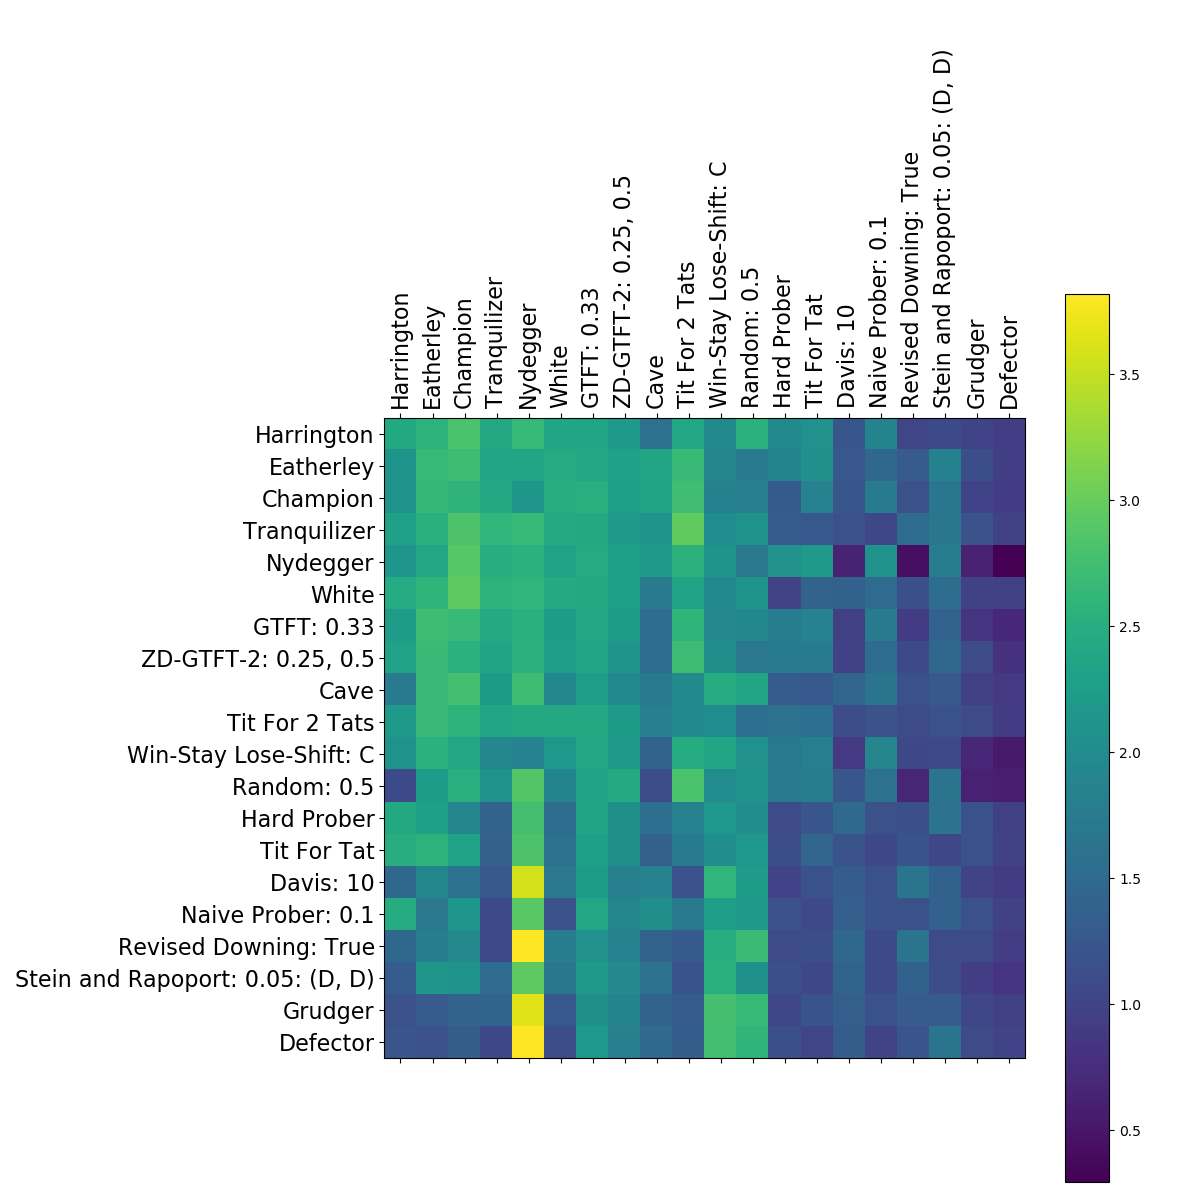 Harrington
Eatherley
Champion
Tranquilizer
Nydegger
White
GTFT: 0.33
ZD-GTFT-2: 0.25, 0.5
Cave
Tit For 2 Tats
Win-Stay Lose-Shift: C
Random: 0.5
Hard Prober
Tit For Tat
Davis: 10
Naive Prober: 0.1
Revised Downing: True
Stein and Rapoport: 0.05: (D, D)
Grudger
Defector
Harrington
Eatherley
Champion
Tranquilizer
Nydegger
White
GTFT: 0.33
ZD-GTFT-2: 0.25, 0.5
Cave
Tit For 2 Tats
Win-Stay Lose-Shift: C
Random: 0.5
Hard Prober
Tit For Tat
Davis: 10
Naive Prober: 0.1
Revised Downing: True
Stein and Rapoport: 0.05: (D, D)
Grudger
Defector
3.5
3.0
2.5
2.0
1.5
1.0
0.5